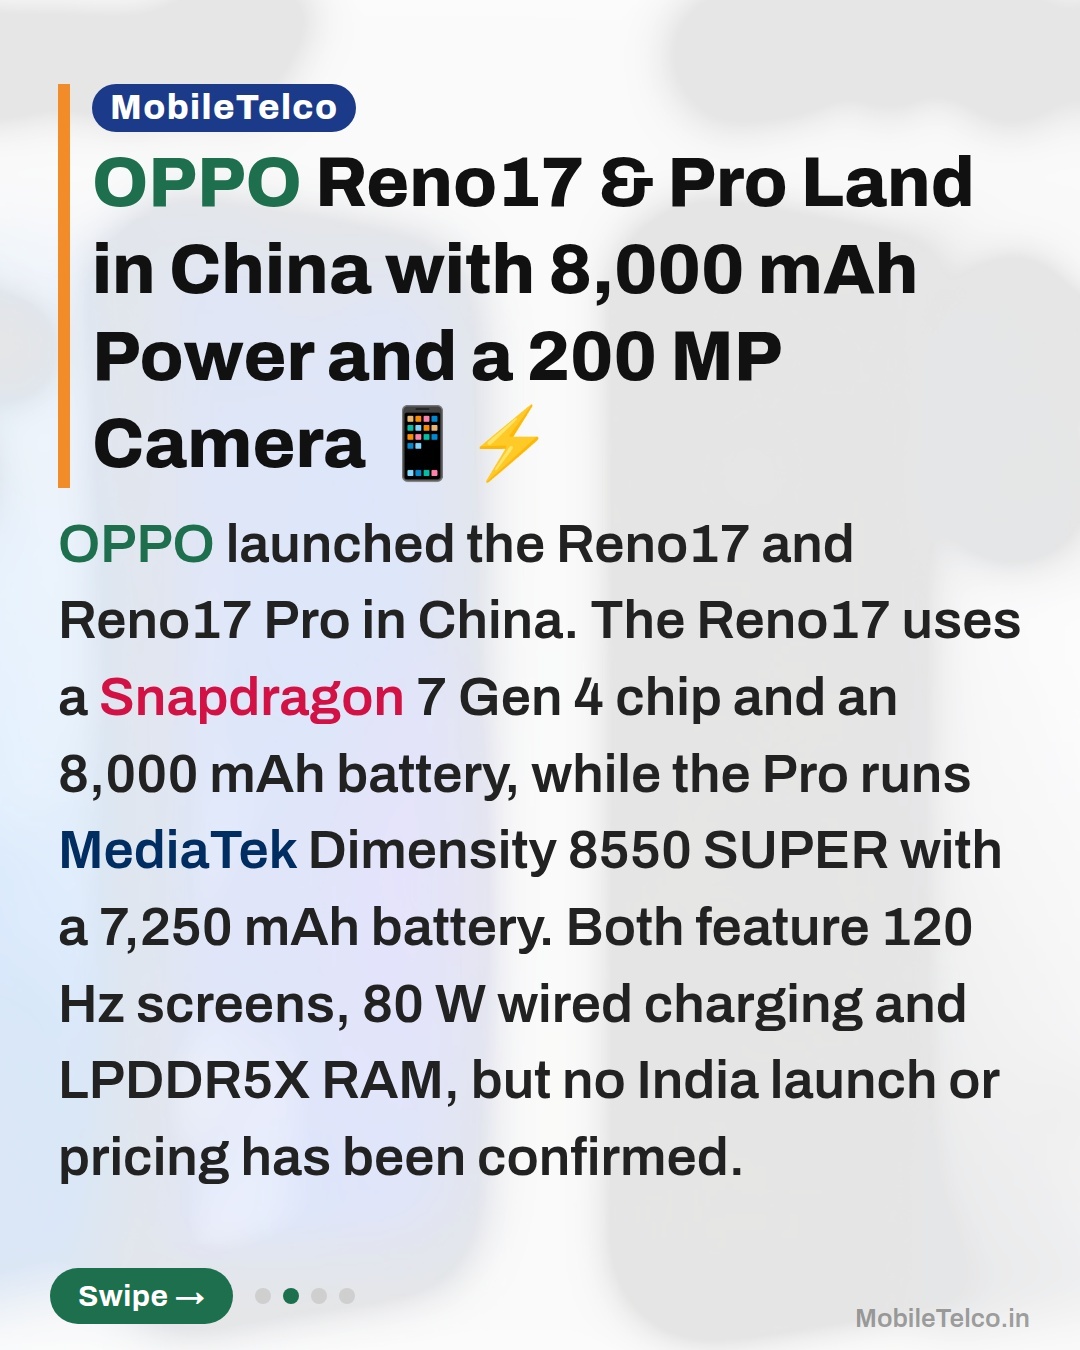 MobileTelco
OPPO Reno17 & Pro Land
in China with 8,000 mAh
Power and a 200 MP
Camera 📱⚡
OPPO launched the Reno17 and
Reno17 Pro in China. The Reno17 uses
a Snapdragon 7 Gen 4 chip and an
8,000 mAh battery, while the Pro runs
MediaTek Dimensity 8550 SUPER with
a 7,250 mAh battery. Both feature 120
Hz screens, 80 W wired charging and
LPDDR5X RAM, but no India launch or
pricing has been confirmed.
Swipe →
MobileTelco.in